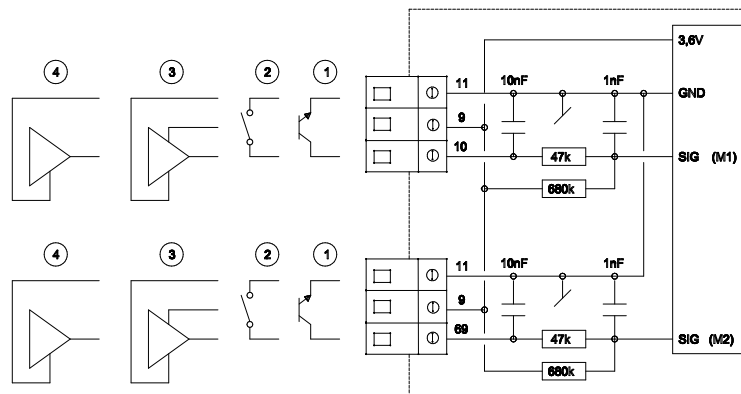 3,6V
4 3 2 1 11 10nF 1nF GND
9
10 47k SIG (M1)
680k
4 3 2 1 11 10nF 1nF
9
69 47k SIG (M2)
680k